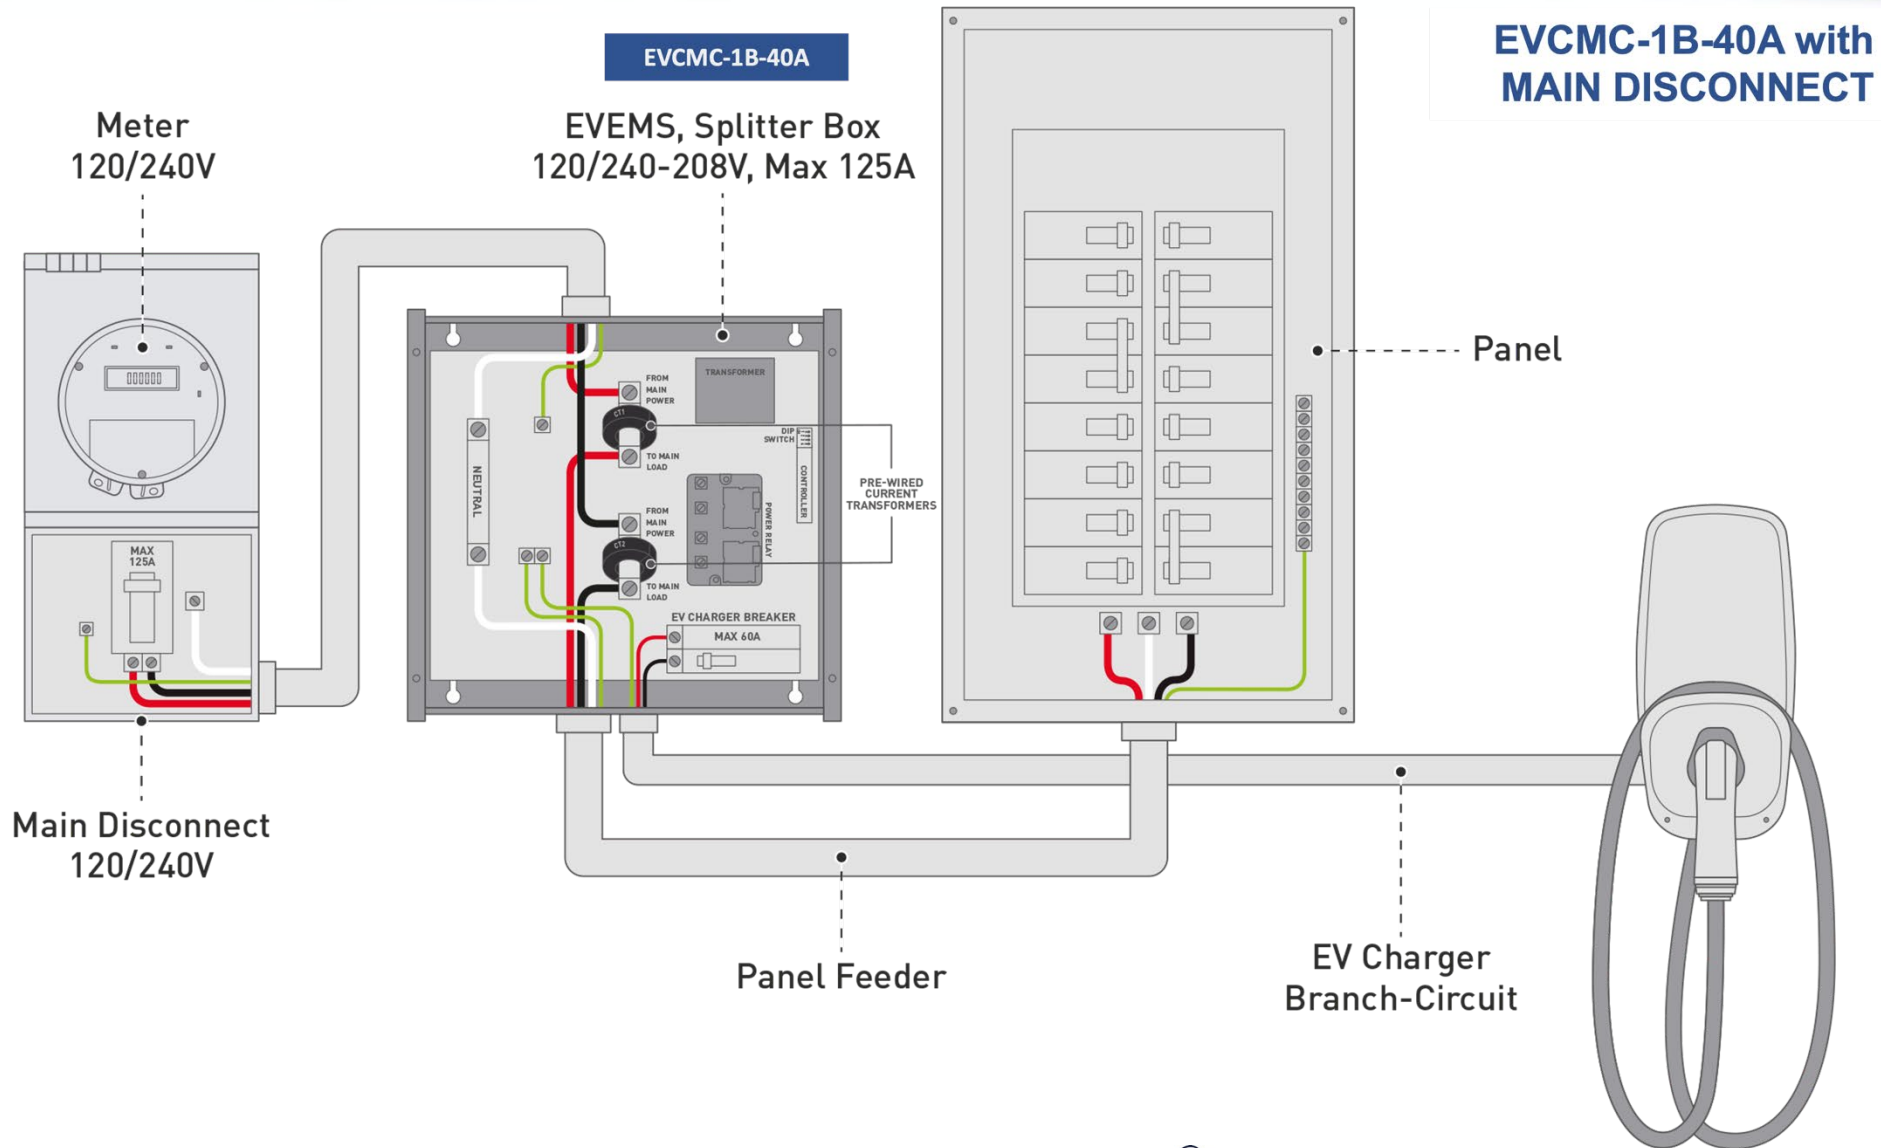 EVCMC-1B-40A with
MAIN DISCONNECT
EVCMC-1B-40A
Meter
120/240V
EVEMS, Splitter Box
120/240-208V, Max 125A
Panel
FROM
MAIN
POWER
TRANSFORMER
CT1
DIP
SWITCH
TO MAIN
LOAD
NEUTRAL
CONTROLLER
PRE-WIRED
CURRENT
TRANSFORMERS
FROM
MAIN
POWER
POWER RELAY
CT2
TO MAIN
LOAD
MAX
125A
EV CHARGER BREAKER
MAX 60A
Main Disconnect
120/240V
Panel Feeder
EV Charger
Branch-Circuit